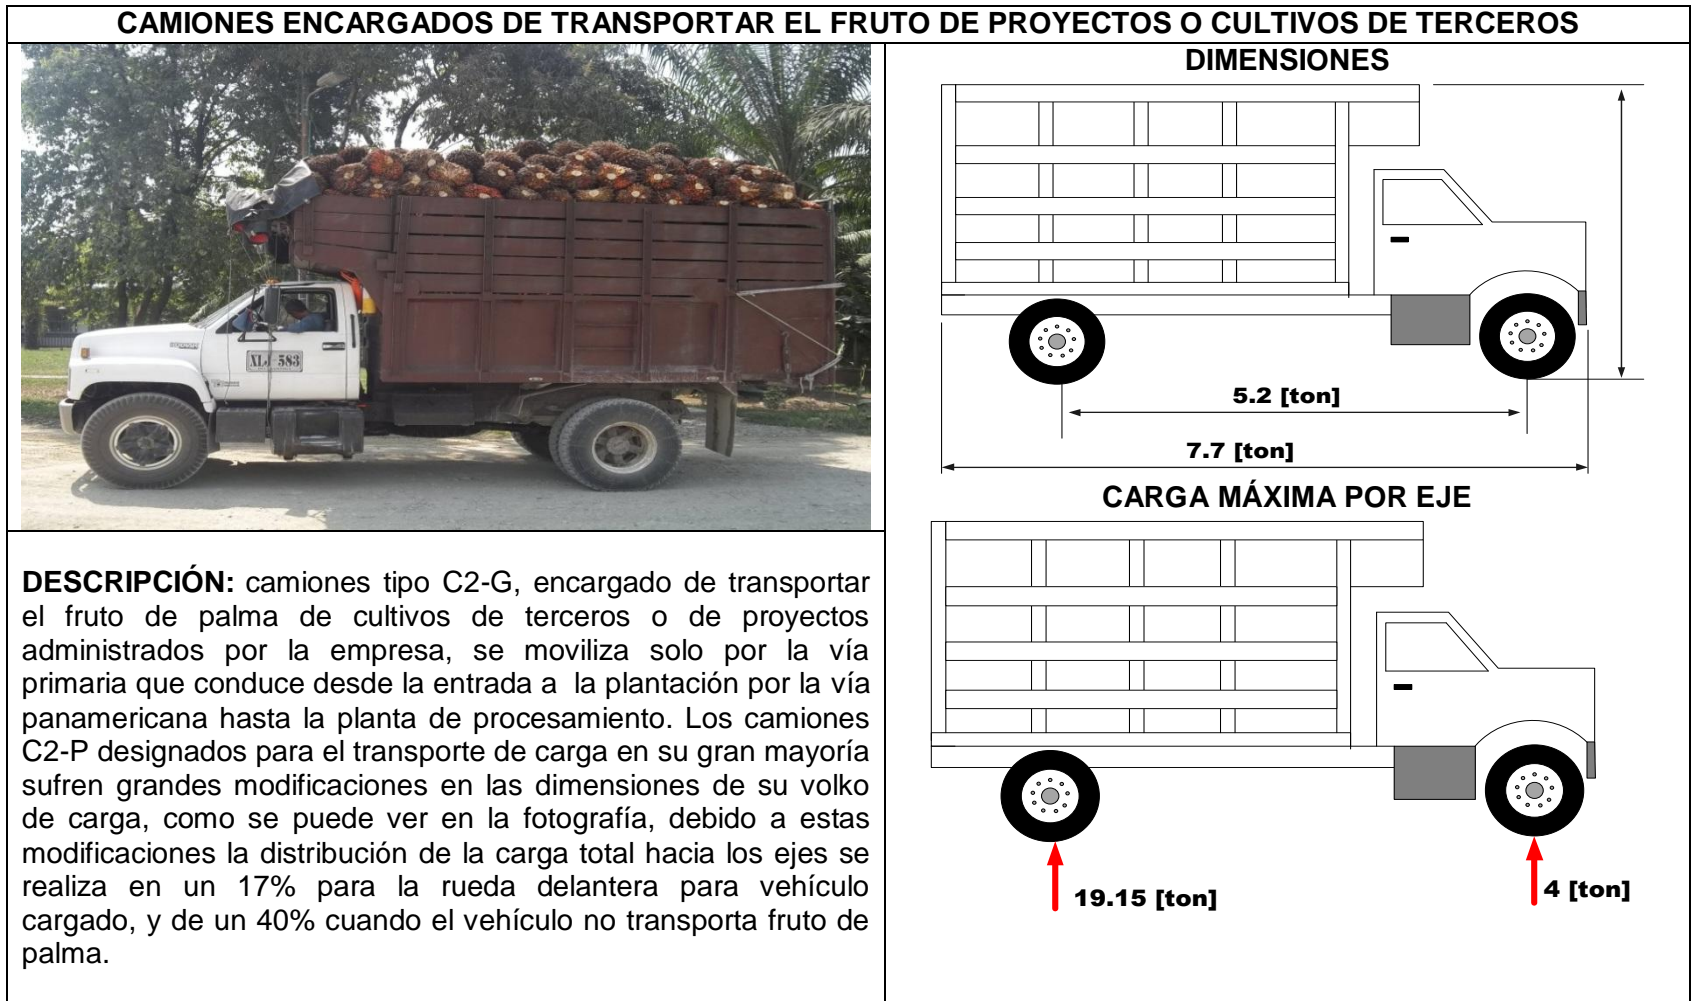 CAMIONES ENCARGADOS DE TRANSPORTAR EL FRUTO DE PROYECTOS O CULTIVOS DE TERCEROS
XLJ-583
DESCRIPCIÓN: camiones tipo C2-G, encargado de transportar
el fruto de palma de cultivos de terceros o de proyectos
administrados por la empresa, se moviliza solo por la vía
primaria que conduce desde la entrada a la plantación por la vía
panamericana hasta la planta de procesamiento. Los camiones
C2-P designados para el transporte de carga en su gran mayoría
sufren grandes modificaciones en las dimensiones de su volko
de carga, como se puede ver en la fotografía, debido a estas
modificaciones la distribución de la carga total hacia los ejes se
realiza en un 17% para la rueda delantera para vehículo
cargado, y de un 40% cuando el vehículo no transporta fruto de
palma.
DIMENSIONES
5.2 [ton]
7.7 [ton]
CARGA MÁXIMA POR EJE
19.15 [ton]
4 [ton]